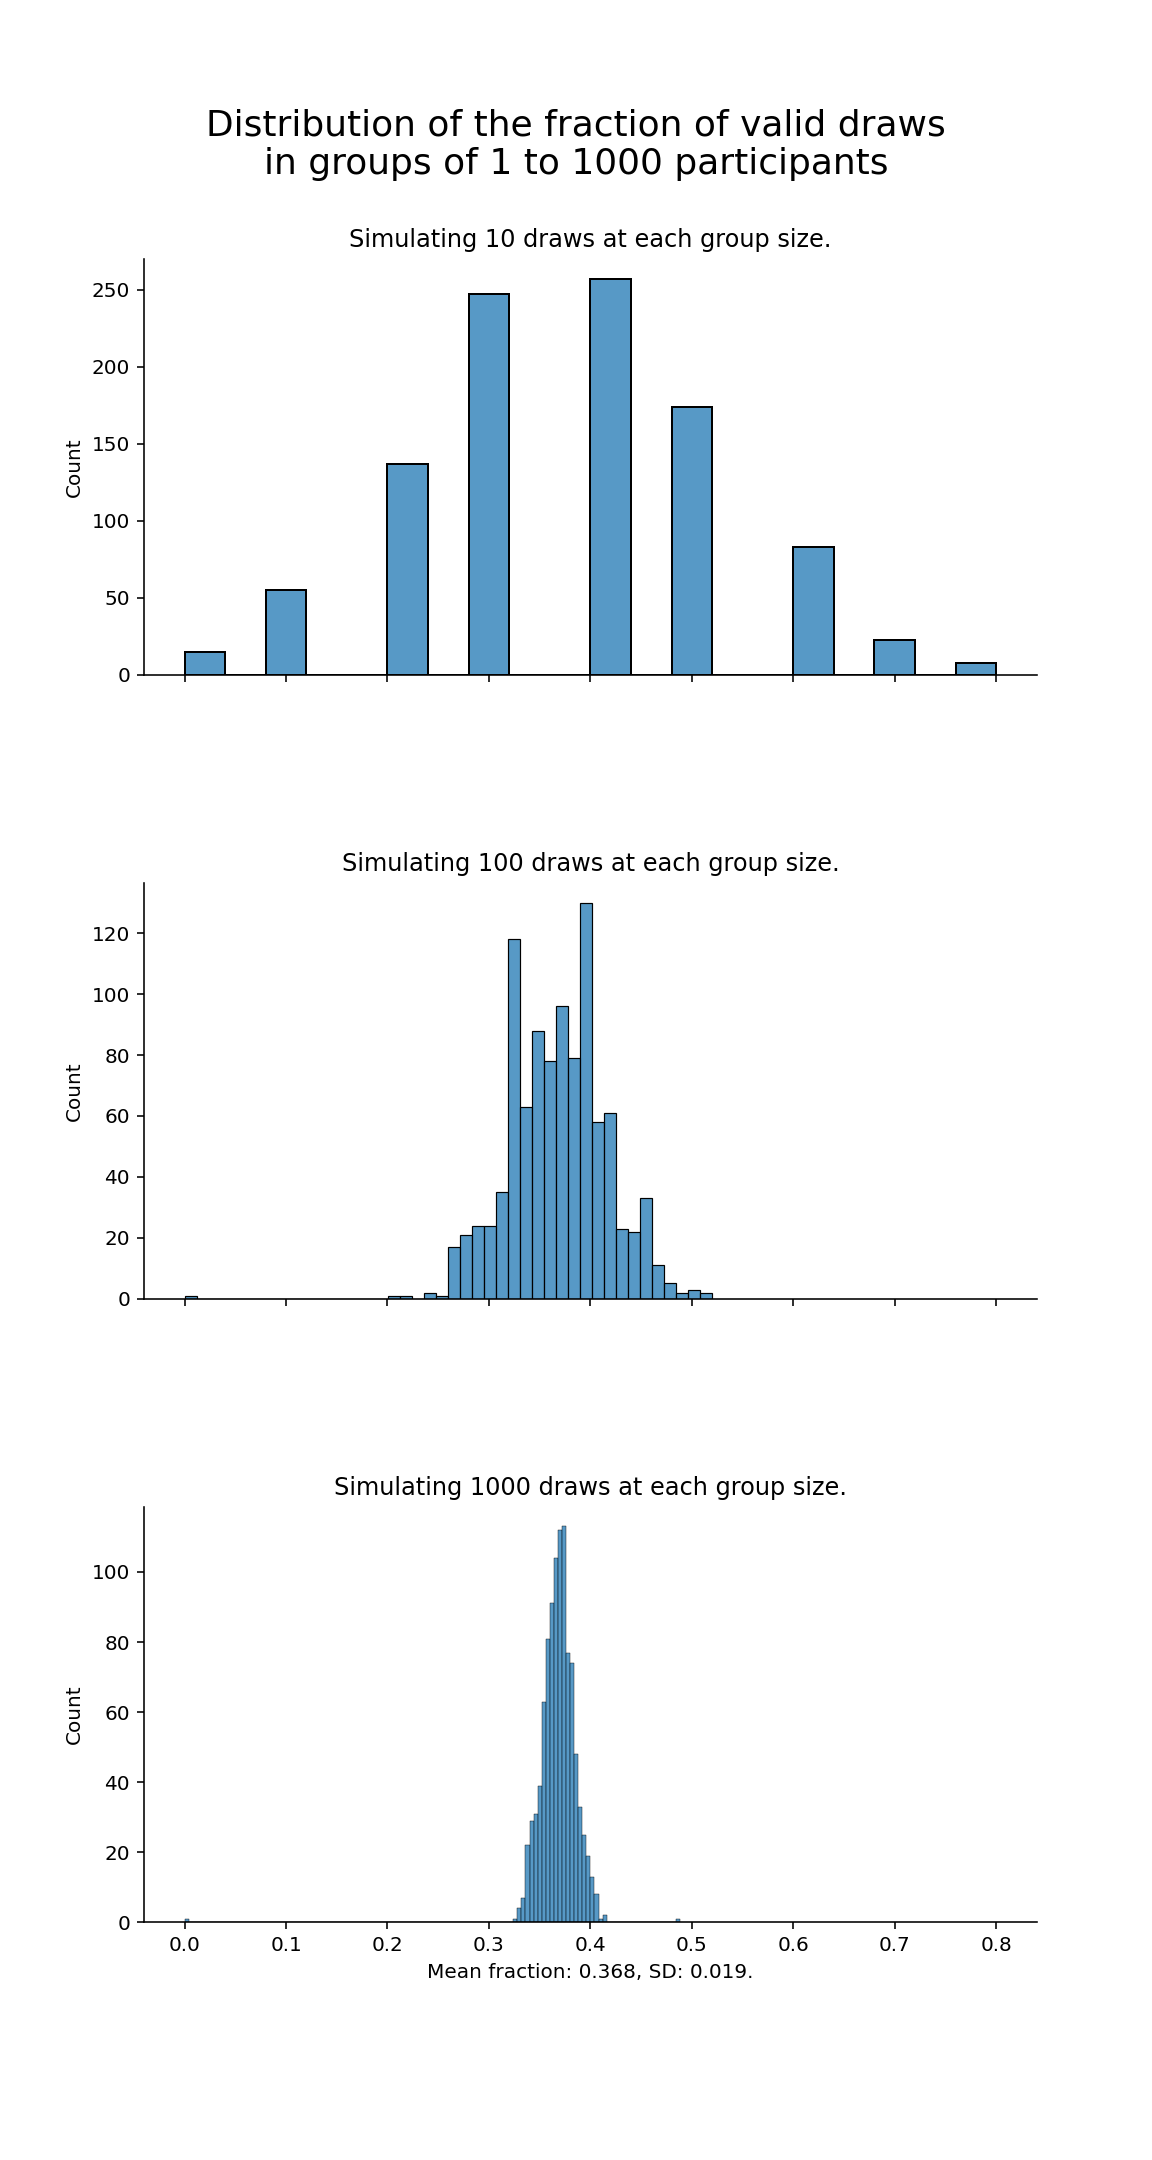 Distribution of the fraction of valid draws
in groups of 1 to 1000 participants
Simulating 10 draws at each group size.
250
200
150
100
50
0
Count
Simulating 100 draws at each group size.
120
100
80
60
40
20
0
Count
Simulating 1000 draws at each group size.
100
80
60
40
20
0
Count
0.0 0.1 0.2 0.3 0.4 0.5 0.6 0.7 0.8
Mean fraction: 0.368, SD: 0.019.